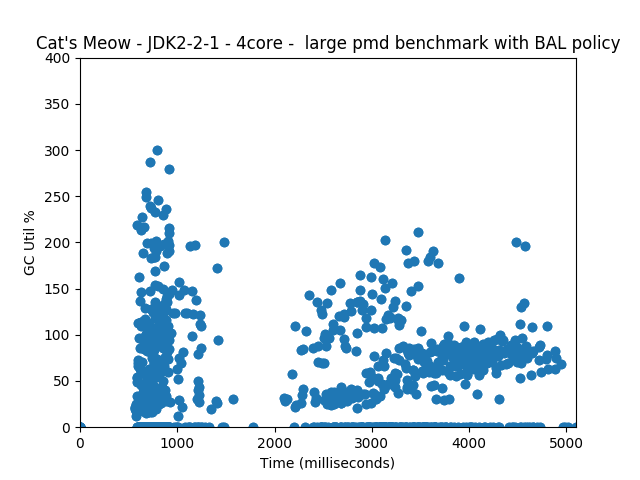 Cat's Meow - JDK2-2-1 - 4core -  large pmd benchmark with BAL policy
400
350
300
250
200
150
100
50
0
GC Util %
0 1000 2000 3000 4000 5000
Time (milliseconds)